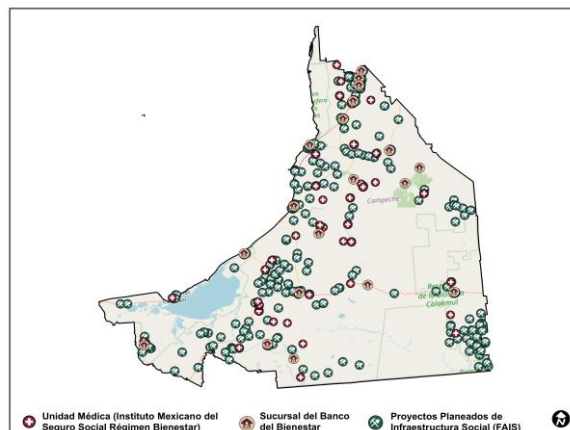 Campeche
Calakmul
Unidad Médica (Instituto Mexicano del
Seguro Social Régimen Bienestar)
Sucursal del Banco
del Bienestar
Proyectos Planeados de
Infraestructura Social (FAIS)